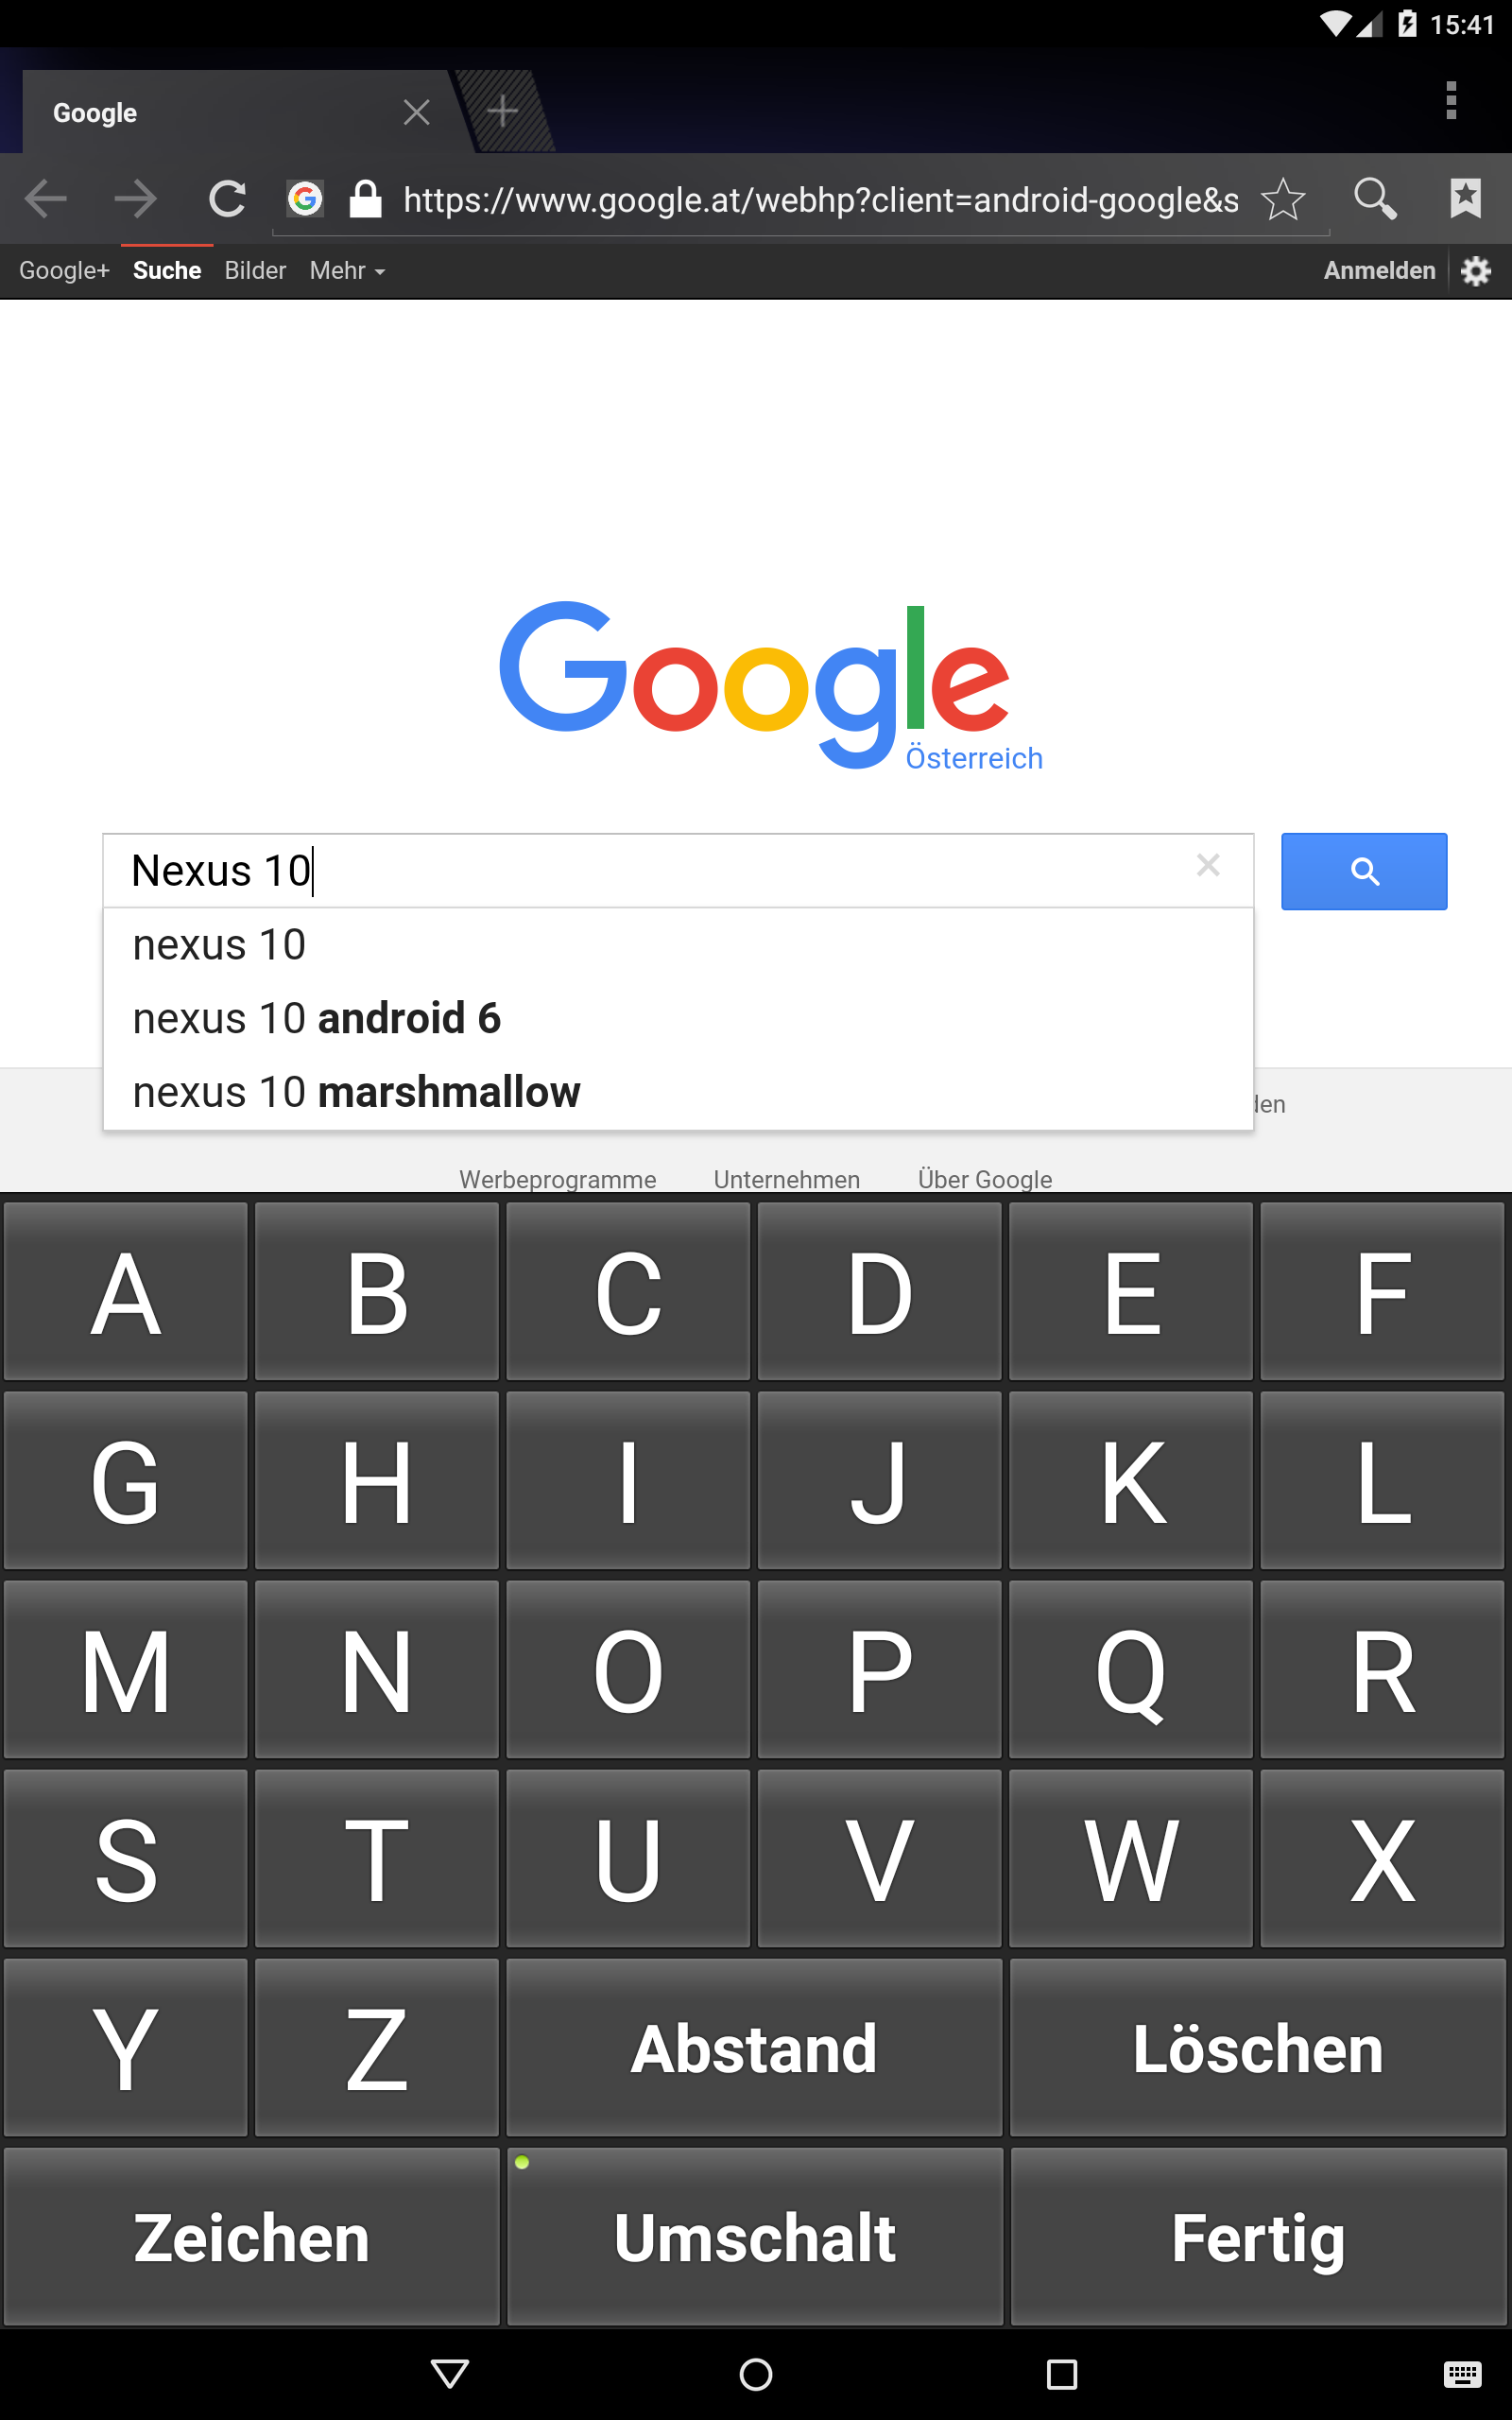 15:41
Google
https://www.google.at/webhp?client=android-google&s
Google+ Suche Bilder Mehr Anmelden
Google
Österreich
Nexus 10
nexus 10
nexus 10 android 6
nexus 10 marshmallow
Werbeprogramme Unternehmen Über Google
A B C D E F
G H I J K L
M N O P Q R
S T U V W X
Y Z Abstand Löschen
Zeichen Umschalt Fertig